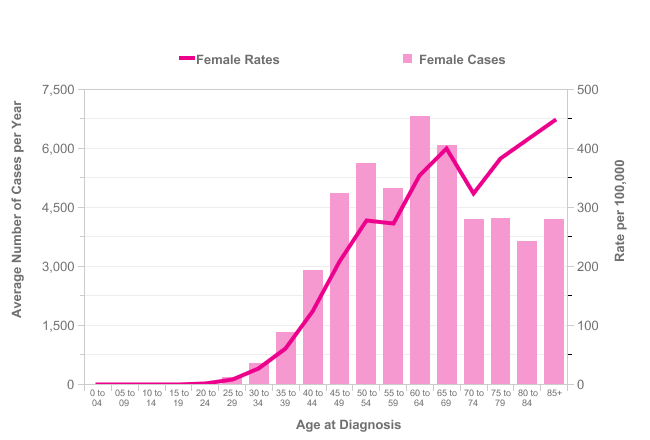 Female Rates
Female Cases
7,500
6,000
4,500
3,000
1,500
0
Average Number of Cases per Year
500
400
300
200
100
0
Rate per 100,000
0 to 04
05 to 09
10 to 14
15 to 19
20 to 24
25 to 29
30 to 34
35 to 39
40 to 44
45 to 49
50 to 54
55 to 59
60 to 64
65 to 69
70 to 74
75 to 79
80 to 84
85+
Age at Diagnosis